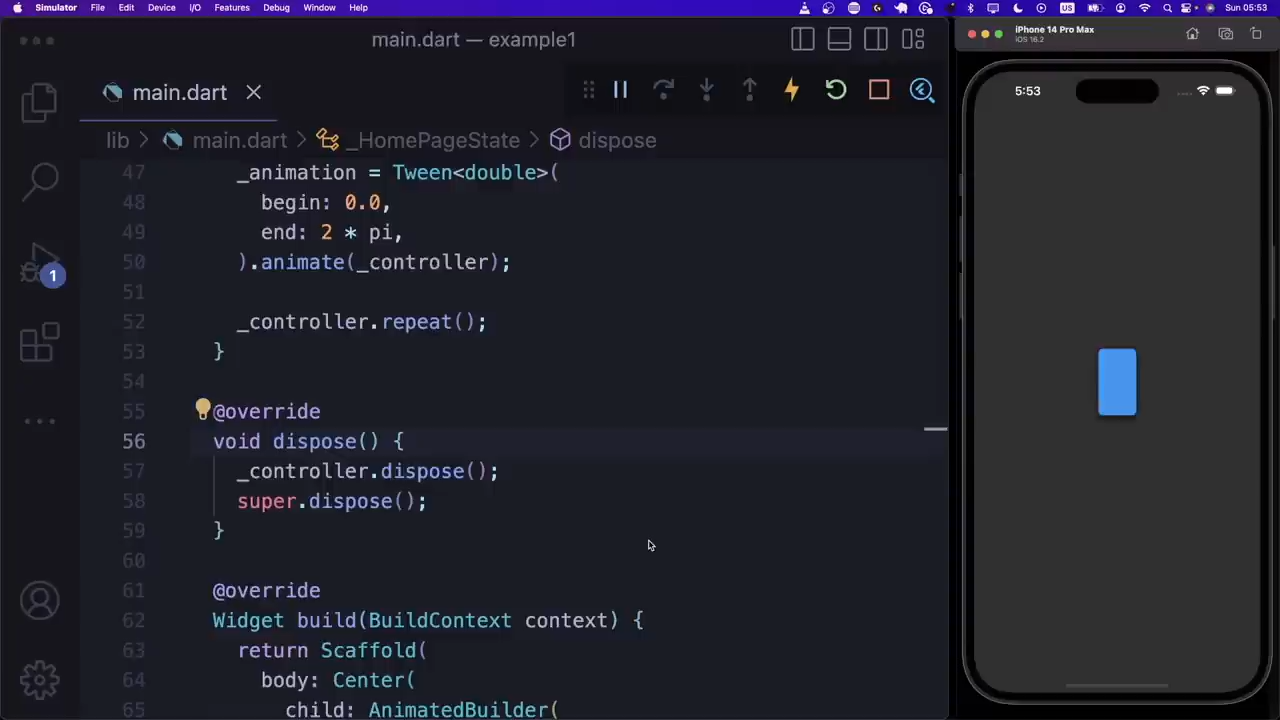 Simulator File Edit Device I/O Features Debug Window Help US Sun 05:53
main.dart — example1
main.dart
lib main.dart _HomePageState dispose
47 _animation = Tween<double>(
48 begin: 0.0,
49 end: 2 * pi,
50 ).animate(_controller);
51
52 _controller.repeat();
53 }
54
55 @override
56 void dispose() {
57 _controller.dispose();
58 super.dispose();
59 }
60
61 @override
62 Widget build(BuildContext context) {
63 return Scaffold(
64 body: Center(
65 child: AnimatedBuilder(
1
iPhone 14 Pro Max
iOS 16.2
5:53